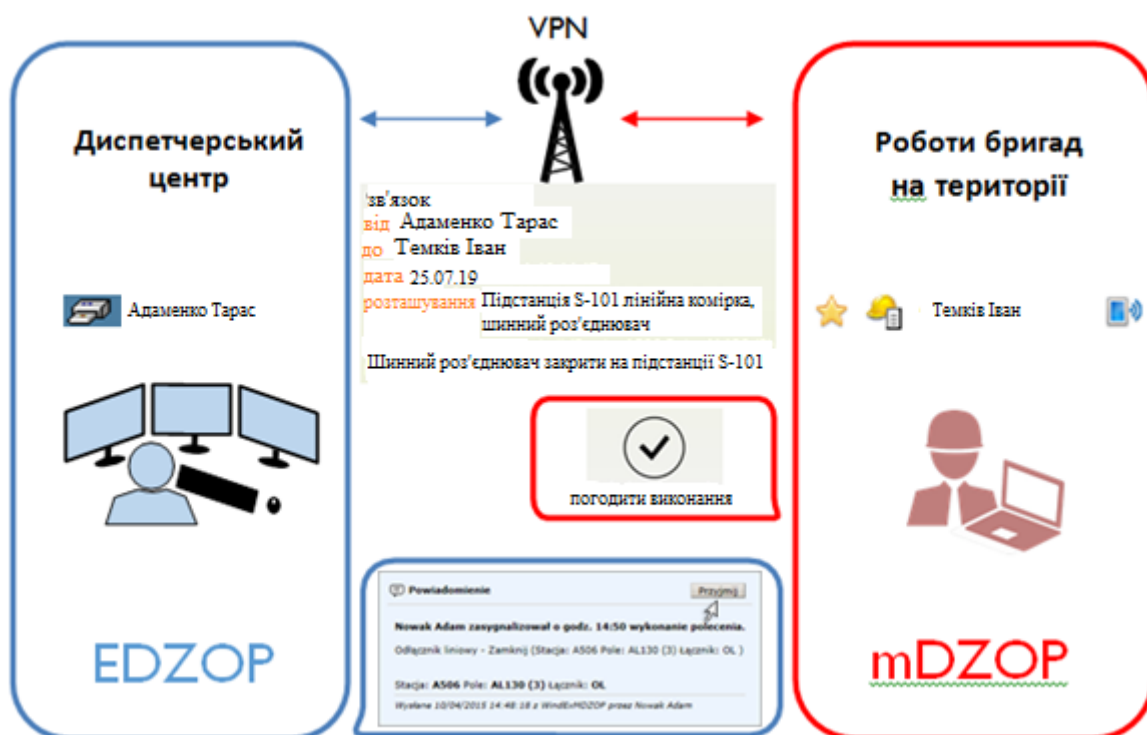 VPN
Диспетчерський
центр
Адаменко Тарас
EDZOP
зв'язок
від Адаменко Тарас
до Темків Іван
дата 25.07.19
розташування Підстанція S-101 лінійна комірка,
шинний роз'єднювач
Шинний роз'єднювач закрити на підстанції S-101
погодити виконання
Powiadomienie
Przyjmij
Nowak Adam zasygnalizował o godz. 14:50 wykonanie polecenia.
Odłącznik liniowy - Zamknij (Stacja: A506 Pole: AL130 (3) Łącznik: OL )
Stacja: A506 Pole: AL130 (3) Łącznik: OL
Wysłane 10/04/2015 14:48:18 z WindExMDZOP przez Nowak Adam
Роботи бригад
на території
Темків Іван
mDZOP